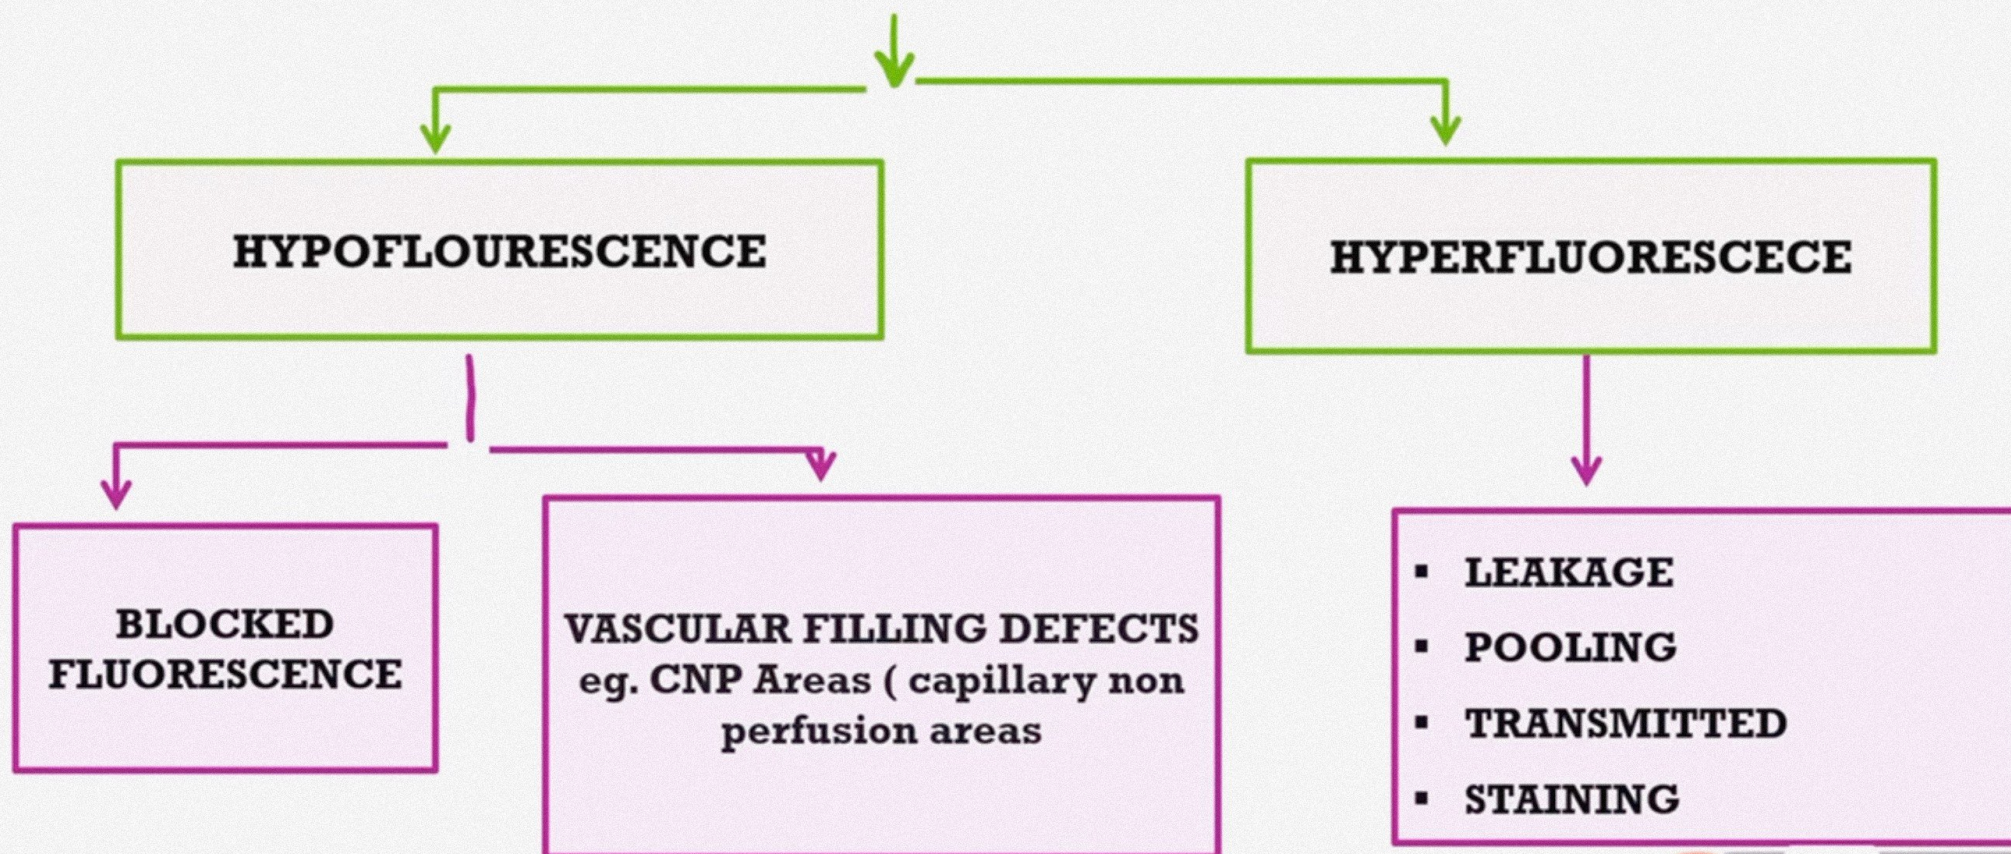 HYPOFLOURESCENCE
HYPERFLUORESCECE
BLOCKED
FLUORESCENCE
VASCULAR FILLING DEFECTS
eg. CNP Areas ( capillary non
perfusion areas
▪ LEAKAGE
▪ POOLING
▪ TRANSMITTED
▪ STAINING